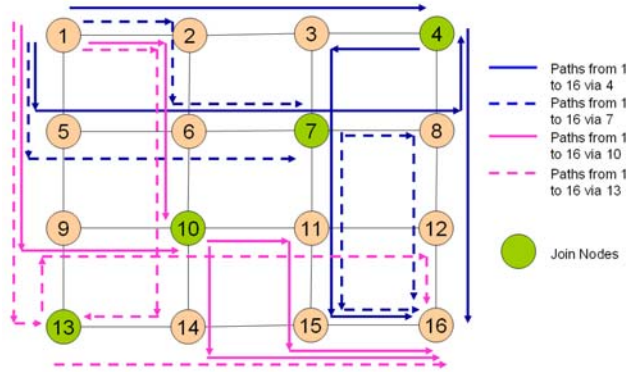 1
2
3
4
5
6
7
8
9
10
11
12
13
14
15
16
Paths from 1
to 16 via 4
Paths from 1
to 16 via 7
Paths from 1
to 16 via 10
Paths from 1
to 16 via 13
Join Nodes